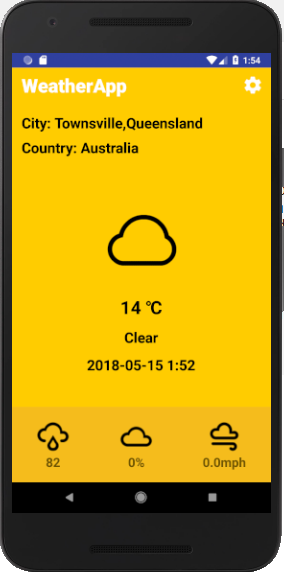 1:54
WeatherApp
City: Townsville,Queensland
Country: Australia
14 °C
Clear
2018-05-15 1:52
82 0% 0.0mph